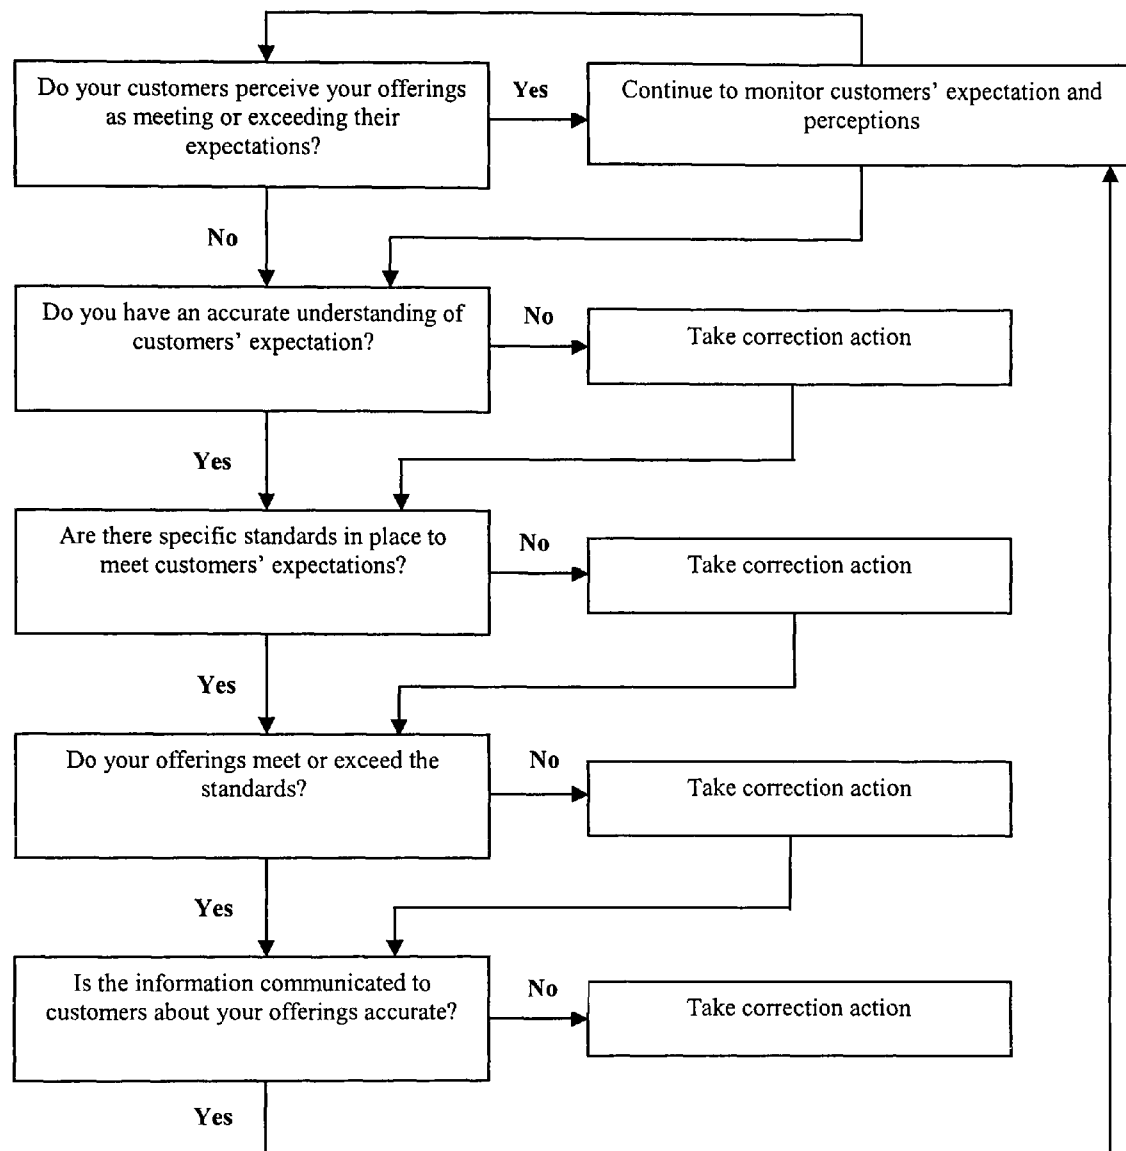 Do your customers perceive your offerings
as meeting or exceeding their
expectations?
Yes
Continue to monitor customers’ expectation and
perceptions
No
Do you have an accurate understanding of
customers’ expectation?
No
Take correction action
Yes
Are there specific standards in place to
meet customers’ expectations?
No
Take correction action
Yes
Do your offerings meet or exceed the
standards?
No
Take correction action
Yes
Is the information communicated to
customers about your offerings accurate?
No
Take correction action
Yes